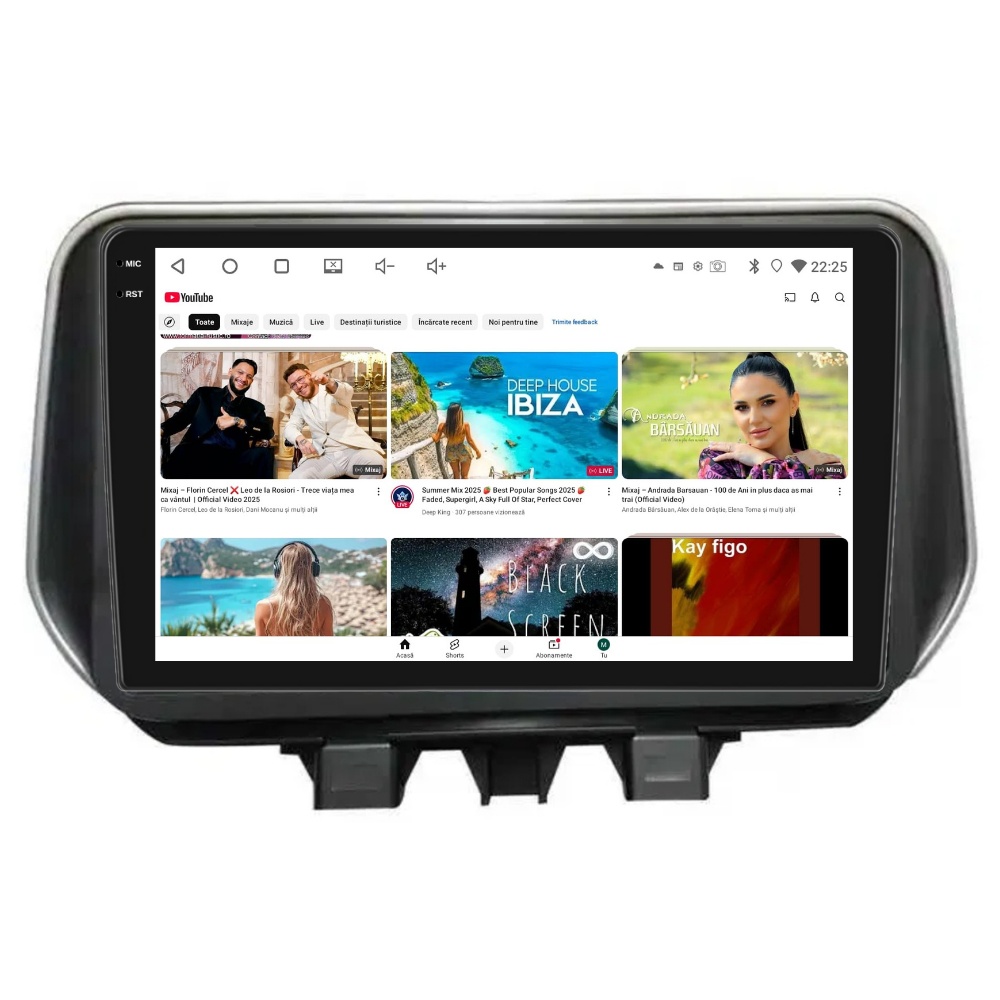 MIC
RST
22:25
YouTube
Toate
Mixaje
Muzică
Live
Destinații turistice
Încărcate recent
Noi pentru tine
Trimite feedback
Mixaj
DEEP HOUSE
IBIZA
LIVE
ANDRADA
BÂRSĂUAN
Mixaj
Mixaj – Florin Cercel ❌ Leo de la Rosiori - Trece viața mea
ca vântul | Official Video 2025
Florin Cercel, Leo de la Rosiori, Dani Mocanu și mulți alții
LIVE
Summer Mix 2025 🍓 Best Popular Songs 2025 🍓
Faded, Supergirl, A Sky Full Of Star, Perfect Cover
Deep King · 307 persoane vizionează
Mixaj – Andrada Barsauan - 100 de Ani in plus daca as mai
trai (Official Video)
Andrada Bârsăuan, Alex de la Orăștie, Elena Toma și mulți alții
BLACK
SCREEN
Kay figo
Acasă
Shorts
Abonamente
M
Tu